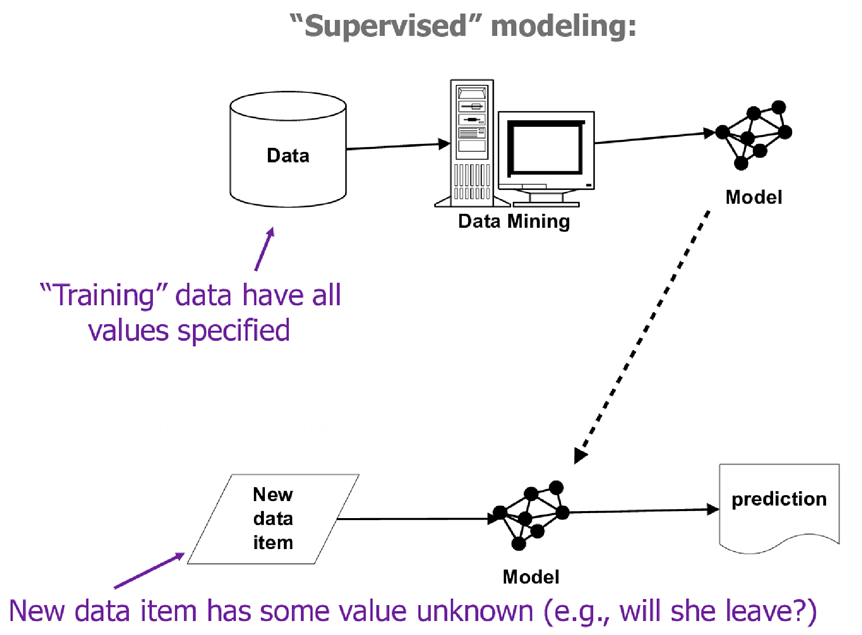 “Supervised” modeling:
Data
Data Mining
Model
“Training” data have all
values specified
New
data
item
Model
prediction
New data item has some value unknown (e.g., will she leave?)